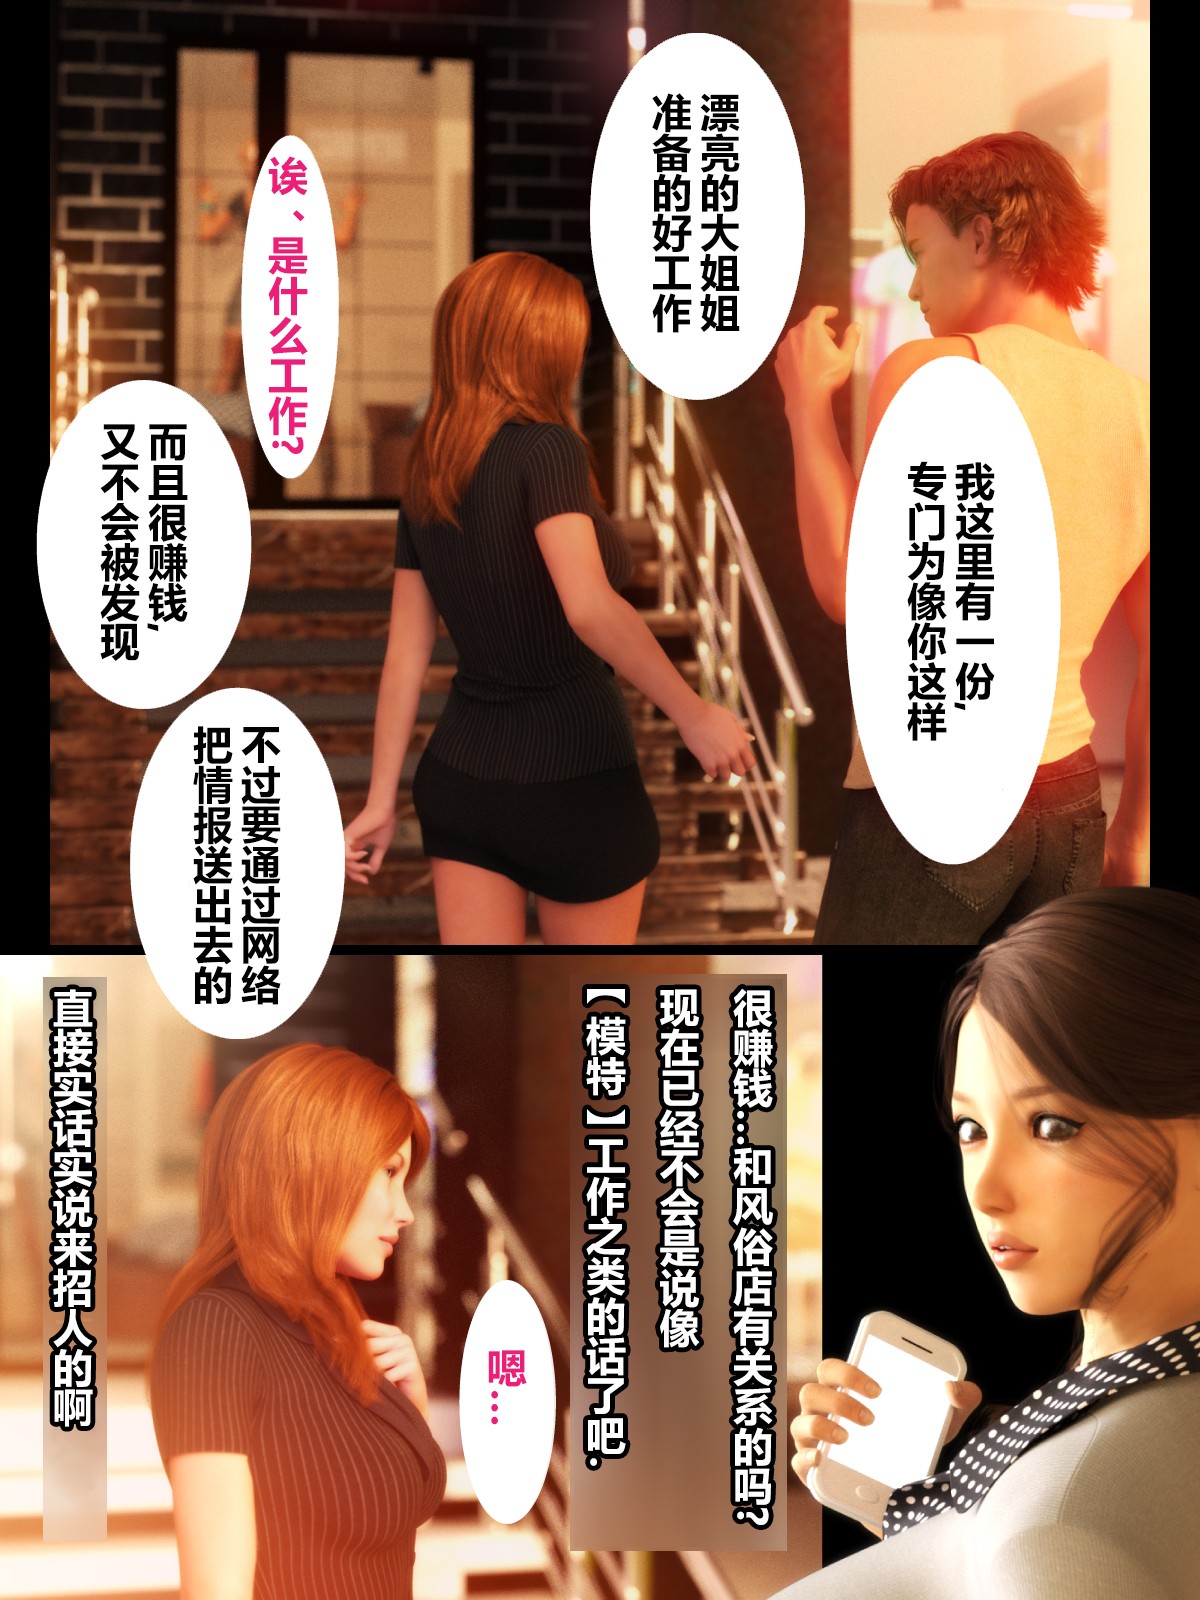 我这里有一份,
专门为像你这样
漂亮的大姐姐
准备的好工作
诶、是什么工作?
而且很赚钱,
又不会被发现
不过要通过网络
把情报送出去的
很赚钱…和风俗店有关系的吗?
现在已经不会是说像
【模特】工作之类的话了吧.
嗯…
直接实话实说来招人的啊